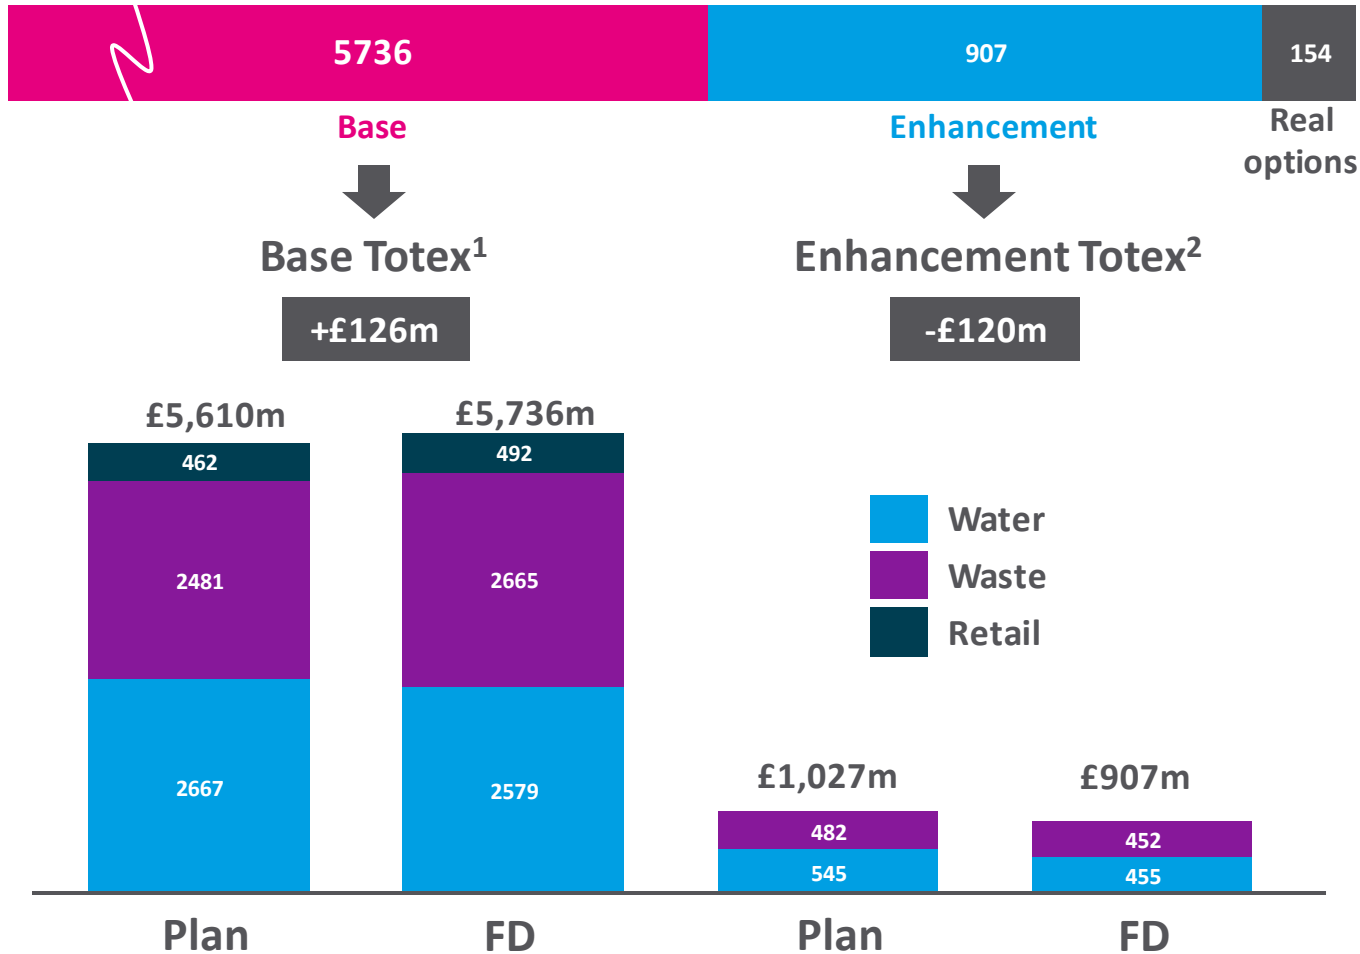 5736 907 154
Base Enhancement Real
options
Base Totex¹ Enhancement Totex²
+£126m -£120m
£5,610m £5,736m
462 492
2481 2665
2667 2579
Water
Waste
Retail
£1,027m £907m
482 452
545 455
Plan FD Plan FD